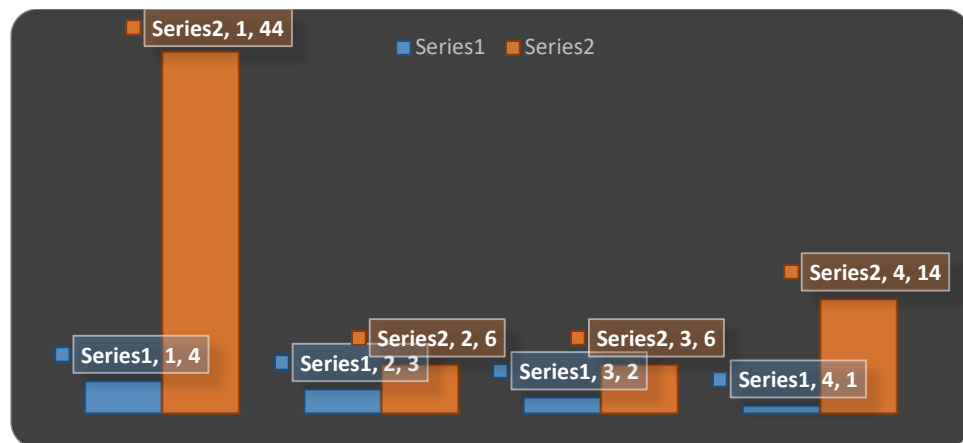 Series2, 1, 44
Series1
Series2
Series2, 4, 14
Series2, 2, 6
Series2, 3, 6
Series1, 1, 4
Series1, 2, 3
Series1, 3, 2
Series1, 4, 1